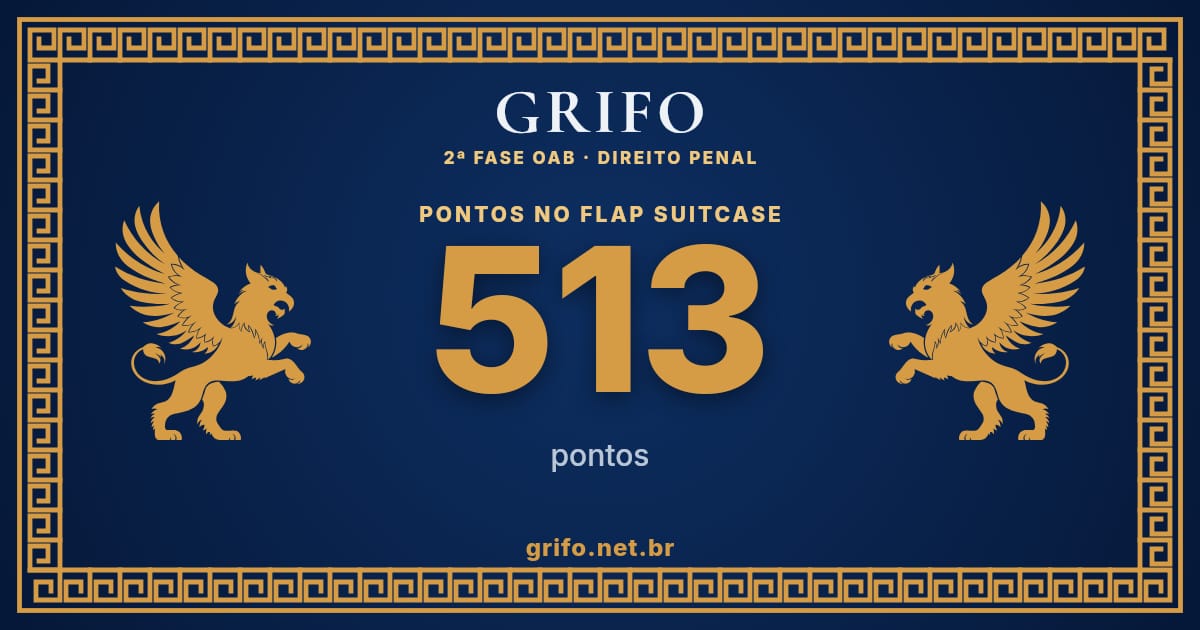 GRIFO
2ª FASE OAB · DIREITO PENAL
PONTOS NO FLAP SUITCASE
513
pontos
grifo.net.br